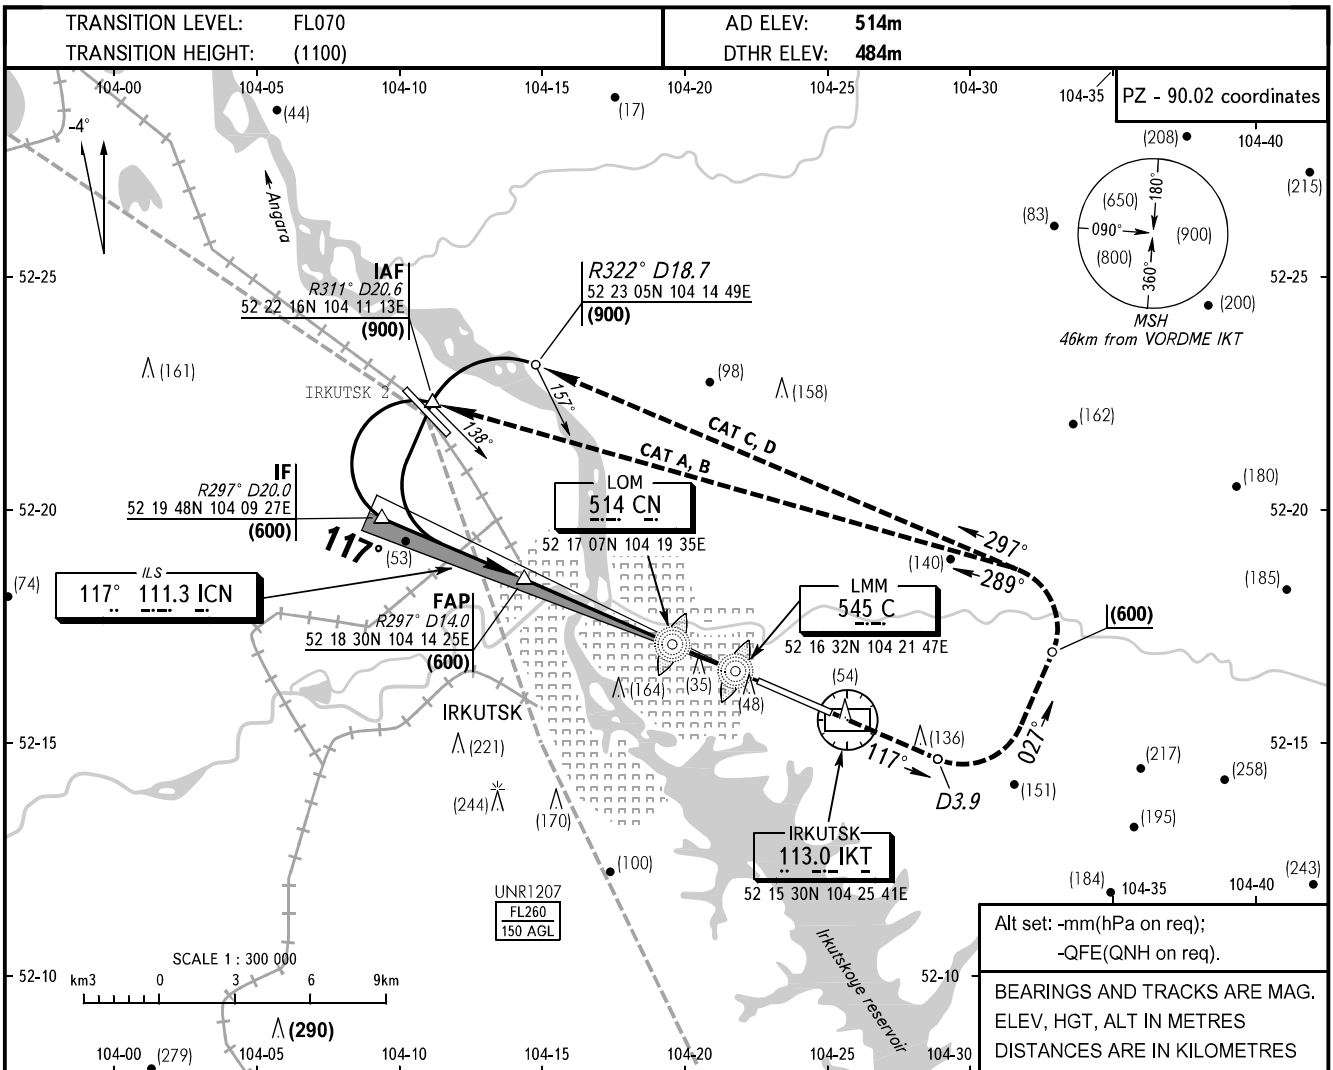 TRANSITION LEVEL: FL070
TRANSITION HEIGHT: (1100)
AD ELEV: 514m
DTHR ELEV: 484m
104-00 104-05 104-10 104-15 104-20 104-25 104-30
104-35
PZ - 90.02 coordinates
104-40
-4°
(44)
(17)
(208)
(215)
(83)
(650)
180°
090°
(900)
(800)
360°
(200)
MSH
46km from VORDME IKT
Angara
52-25
52-25
IAF
R311° D20.6
52 22 16N 104 11 13E
(900)
R322° D18.7
52 23 05N 104 14 49E
(900)
(161)
IRKUTSK 2
138°
157°
(98)
(158)
(162)
CAT C, D
CAT A, B
(180)
IF
R297° D20.0
52 19 48N 104 09 27E
(600)
LOM
514 CN
52 17 07N 104 19 35E
52-20
52-20
117°
(53)
297°
289°
(140)
(185)
(74)
ILS
117° 111.3 ICN
FAP
R297° D14.0
52 18 30N 104 14 25E
(600)
LMM
545 C
52 16 32N 104 21 47E
(600)
(164)
(35)
(48)
(54)
IRKUTSK
(221)
52-15
52-15
117°
(136)
027°
D3.9
(151)
(217)
(258)
(195)
(244)
(170)
IRKUTSK
113.0 IKT
52 15 30N 104 25 41E
(100)
(184)
104-35
104-40
(243)
UNR1207
FL260
150 AGL
Irkutskoye reservoir
Alt set: -mm(hPa on req);
-QFE(QNH on req).
SCALE 1 : 300 000
km3 0 3 6 9km
52-10
52-10
(290)
BEARINGS AND TRACKS ARE MAG.
ELEV, HGT, ALT IN METRES
DISTANCES ARE IN KILOMETRES
104-00 (279) 104-05 104-10 104-15 104-20 104-25 104-30